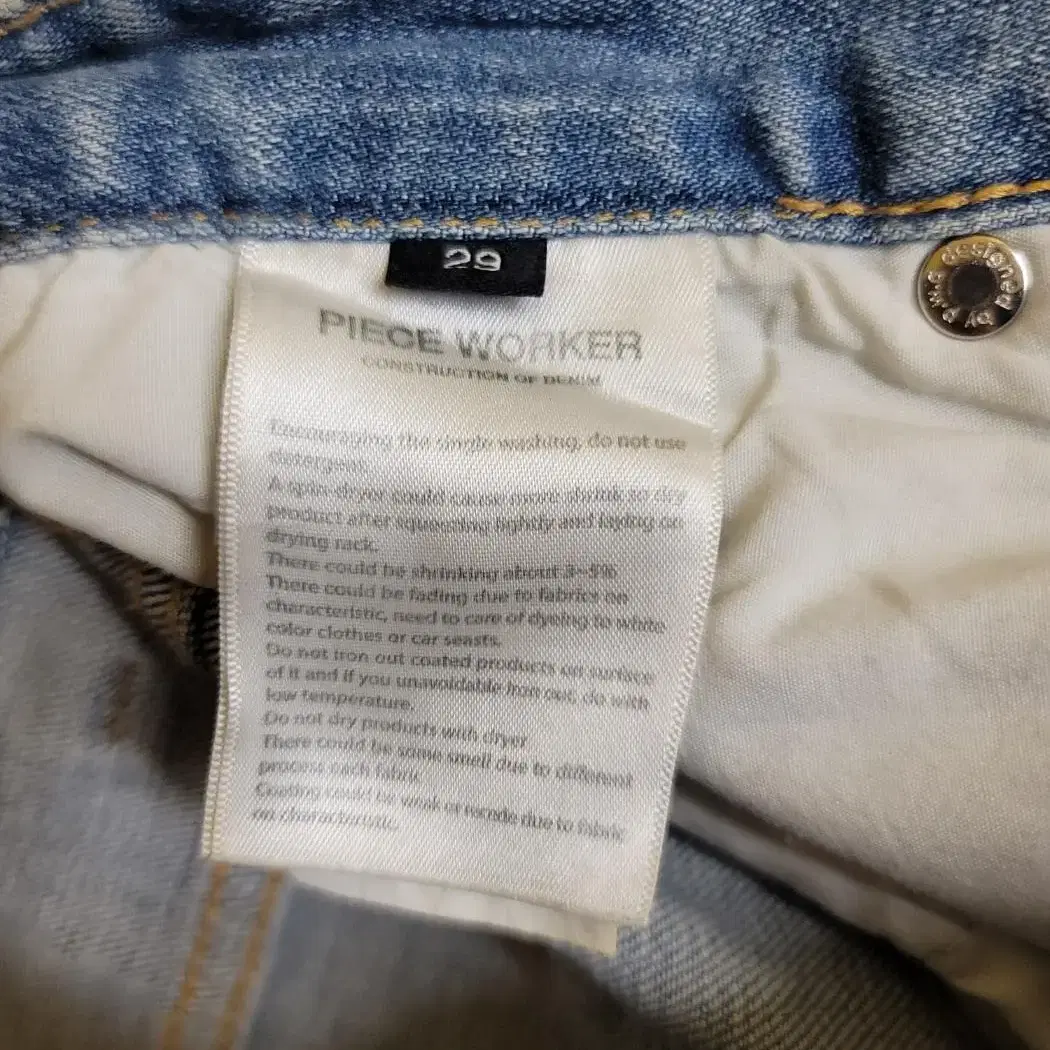 29
PIECE WORKER
CONSTRUCTION OF DENIM
Encouraging the single washing, do not use
detergent.
A spin-dryer could cause more shrink so dry
product after squeezing lightly and laying on
drying rack.
There could be shrinking about 3~5%
There could be fading due to fabrics on
characteristic, need to care of dyeing to white
color clothes or car seasts.
Do not iron out coated products on surface
of it and if you unavoidable iron out, do with
low temperature.
Do not dry products with dryer
There could be some smell due to different
process each fabric.
Coating could be weak or recede due to fabric
on characteristic.
designed by p.w.c